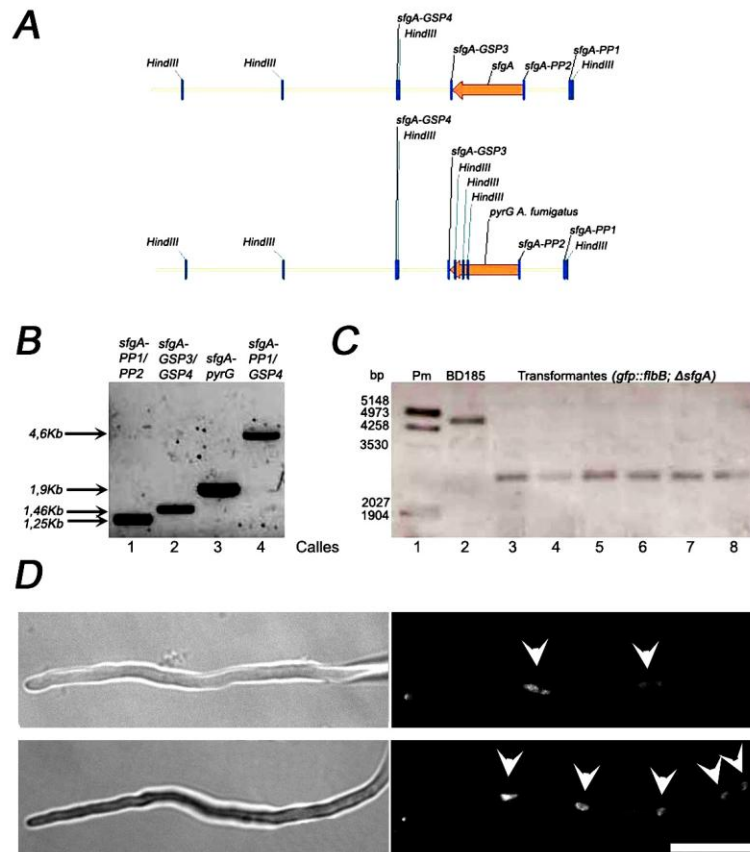 A
sfgA-GSP4
HindIII
sfgA-GSP3
sfgA
sfgA-PP1
HindIII
HindIII
sfgA-PP2
HindIII
sfgA-GSP4
HindIII
sfgA-GSP3
HindIII
HindIII
HindIII
pyrG A. fumigatus
sfgA-PP1
HindIII
HindIII
sfgA-PP2
HindIII
B
sfgA-PP1/PP2
sfgA-GSP3/GSP4
sfgA-pyrG
sfgA-PP1/GSP4
4,6Kb
1,9Kb
1,46Kb
1,25Kb
1 2 3 4 Calles
C
bp Pm BD185 Transformantes (gfp::flbB; ΔsfgA)
5148
4973
4258
3530
2027
1904
1 2 3 4 5 6 7 8
D